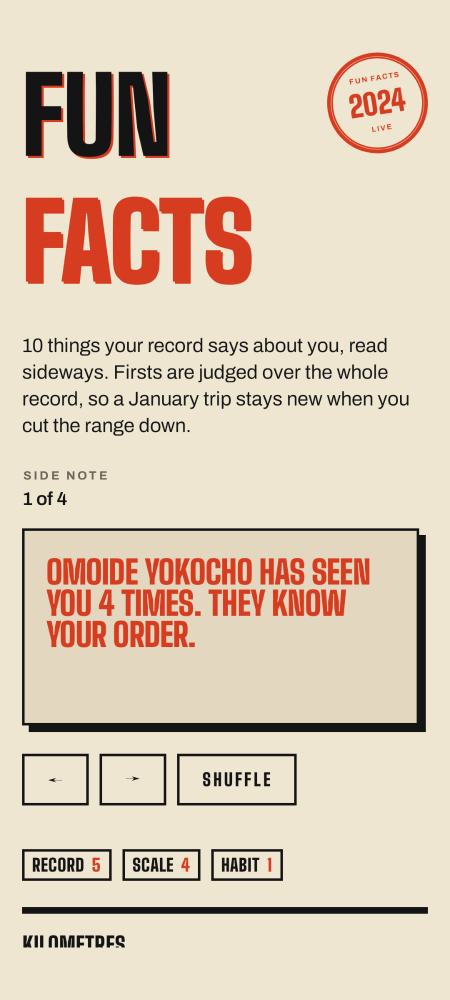 FUN
FACTS
FUN FACTS
2024
LIVE
10 things your record says about you, read
sideways. Firsts are judged over the whole
record, so a January trip stays new when you
cut the range down.
SIDE NOTE
1 of 4
OMOIDE YOKOCHO HAS SEEN
YOU 4 TIMES. THEY KNOW
YOUR ORDER.
← → SHUFFLE
RECORD 5 SCALE 4 HABIT 1
KILOMETRES